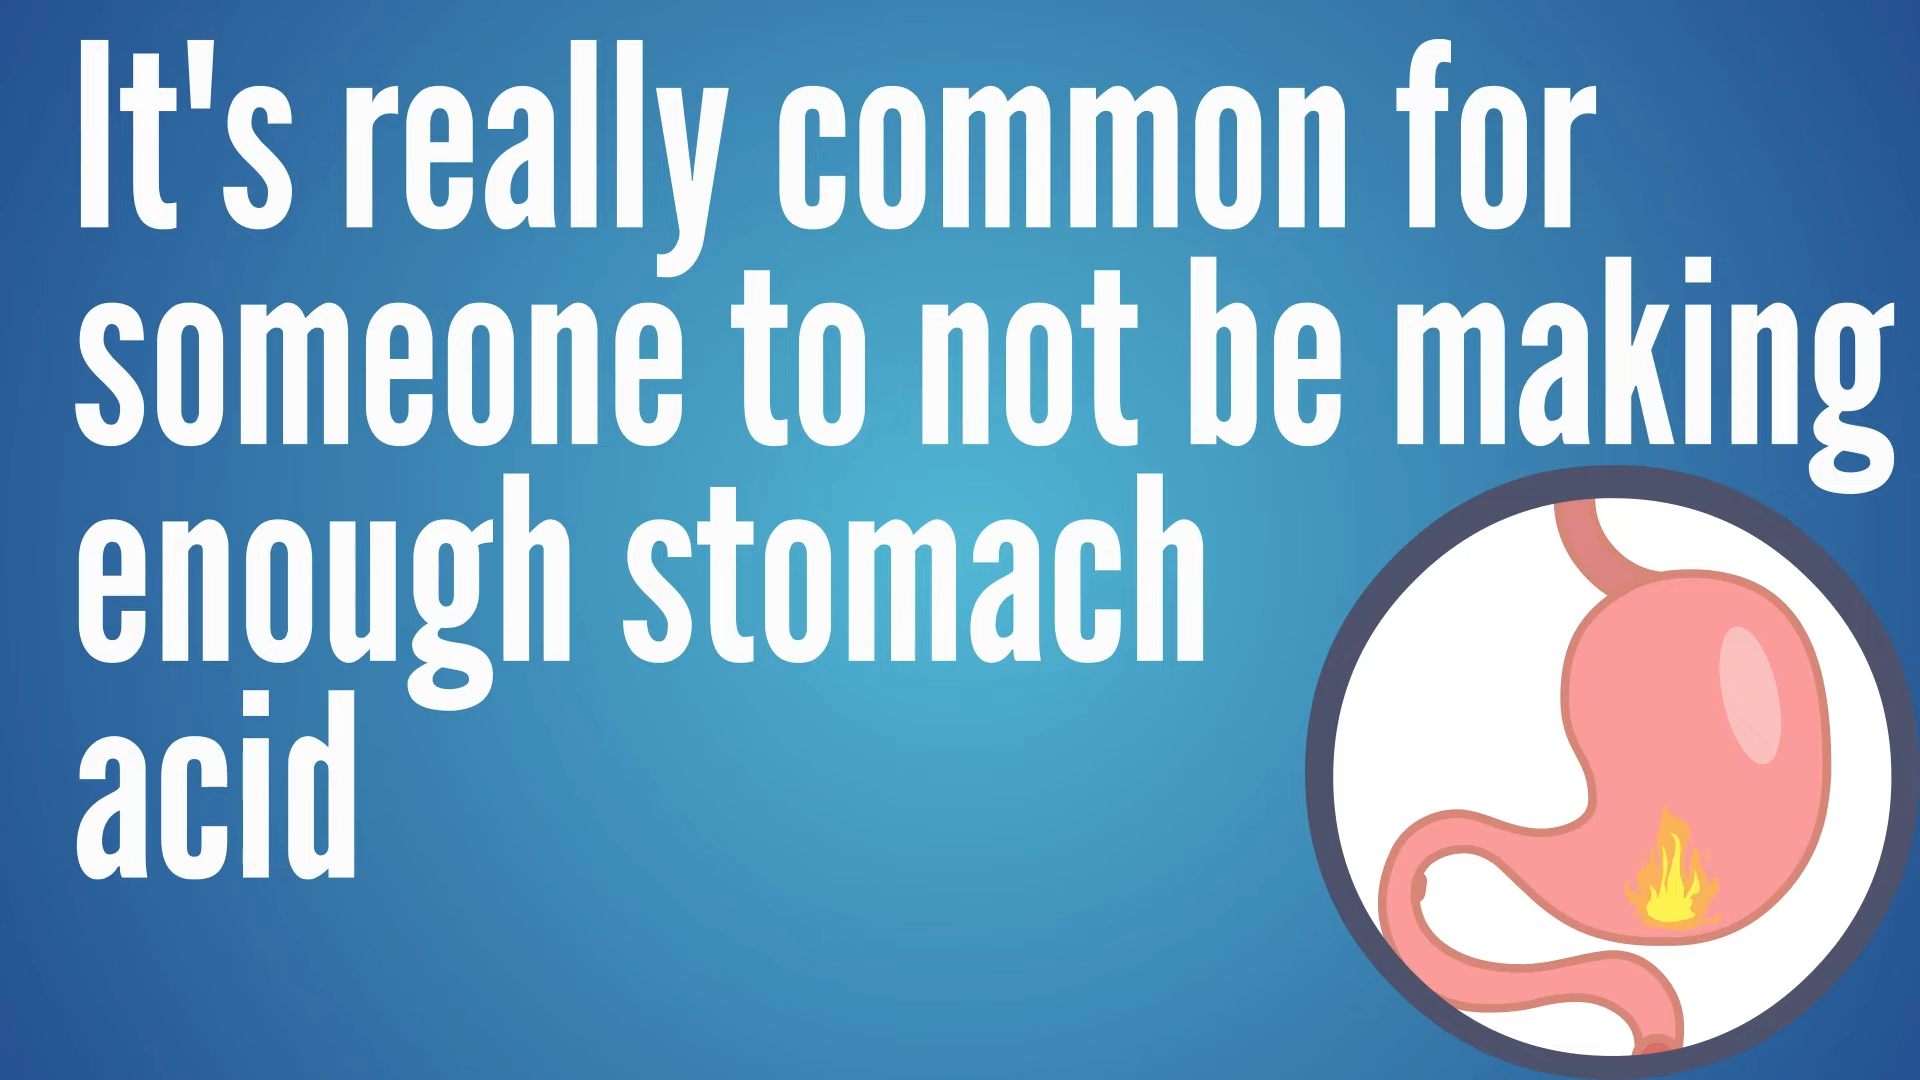 It's really common for
someone to not be making
enough stomach
acid